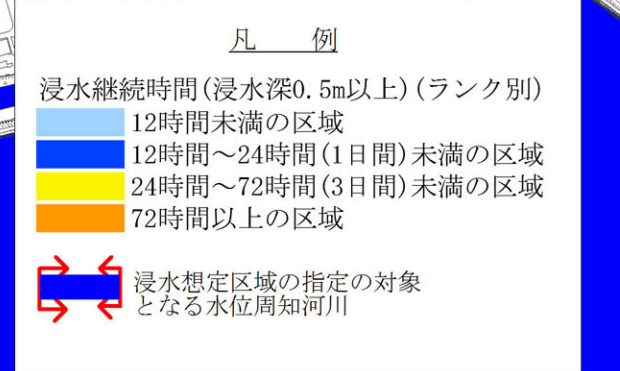 凡　例
浸水継続時間(浸水深0.5m以上)(ランク別)
12時間未満の区域
12時間～24時間(1日間)未満の区域
24時間～72時間(3日間)未満の区域
72時間以上の区域
浸水想定区域の指定の対象
となる水位周知河川